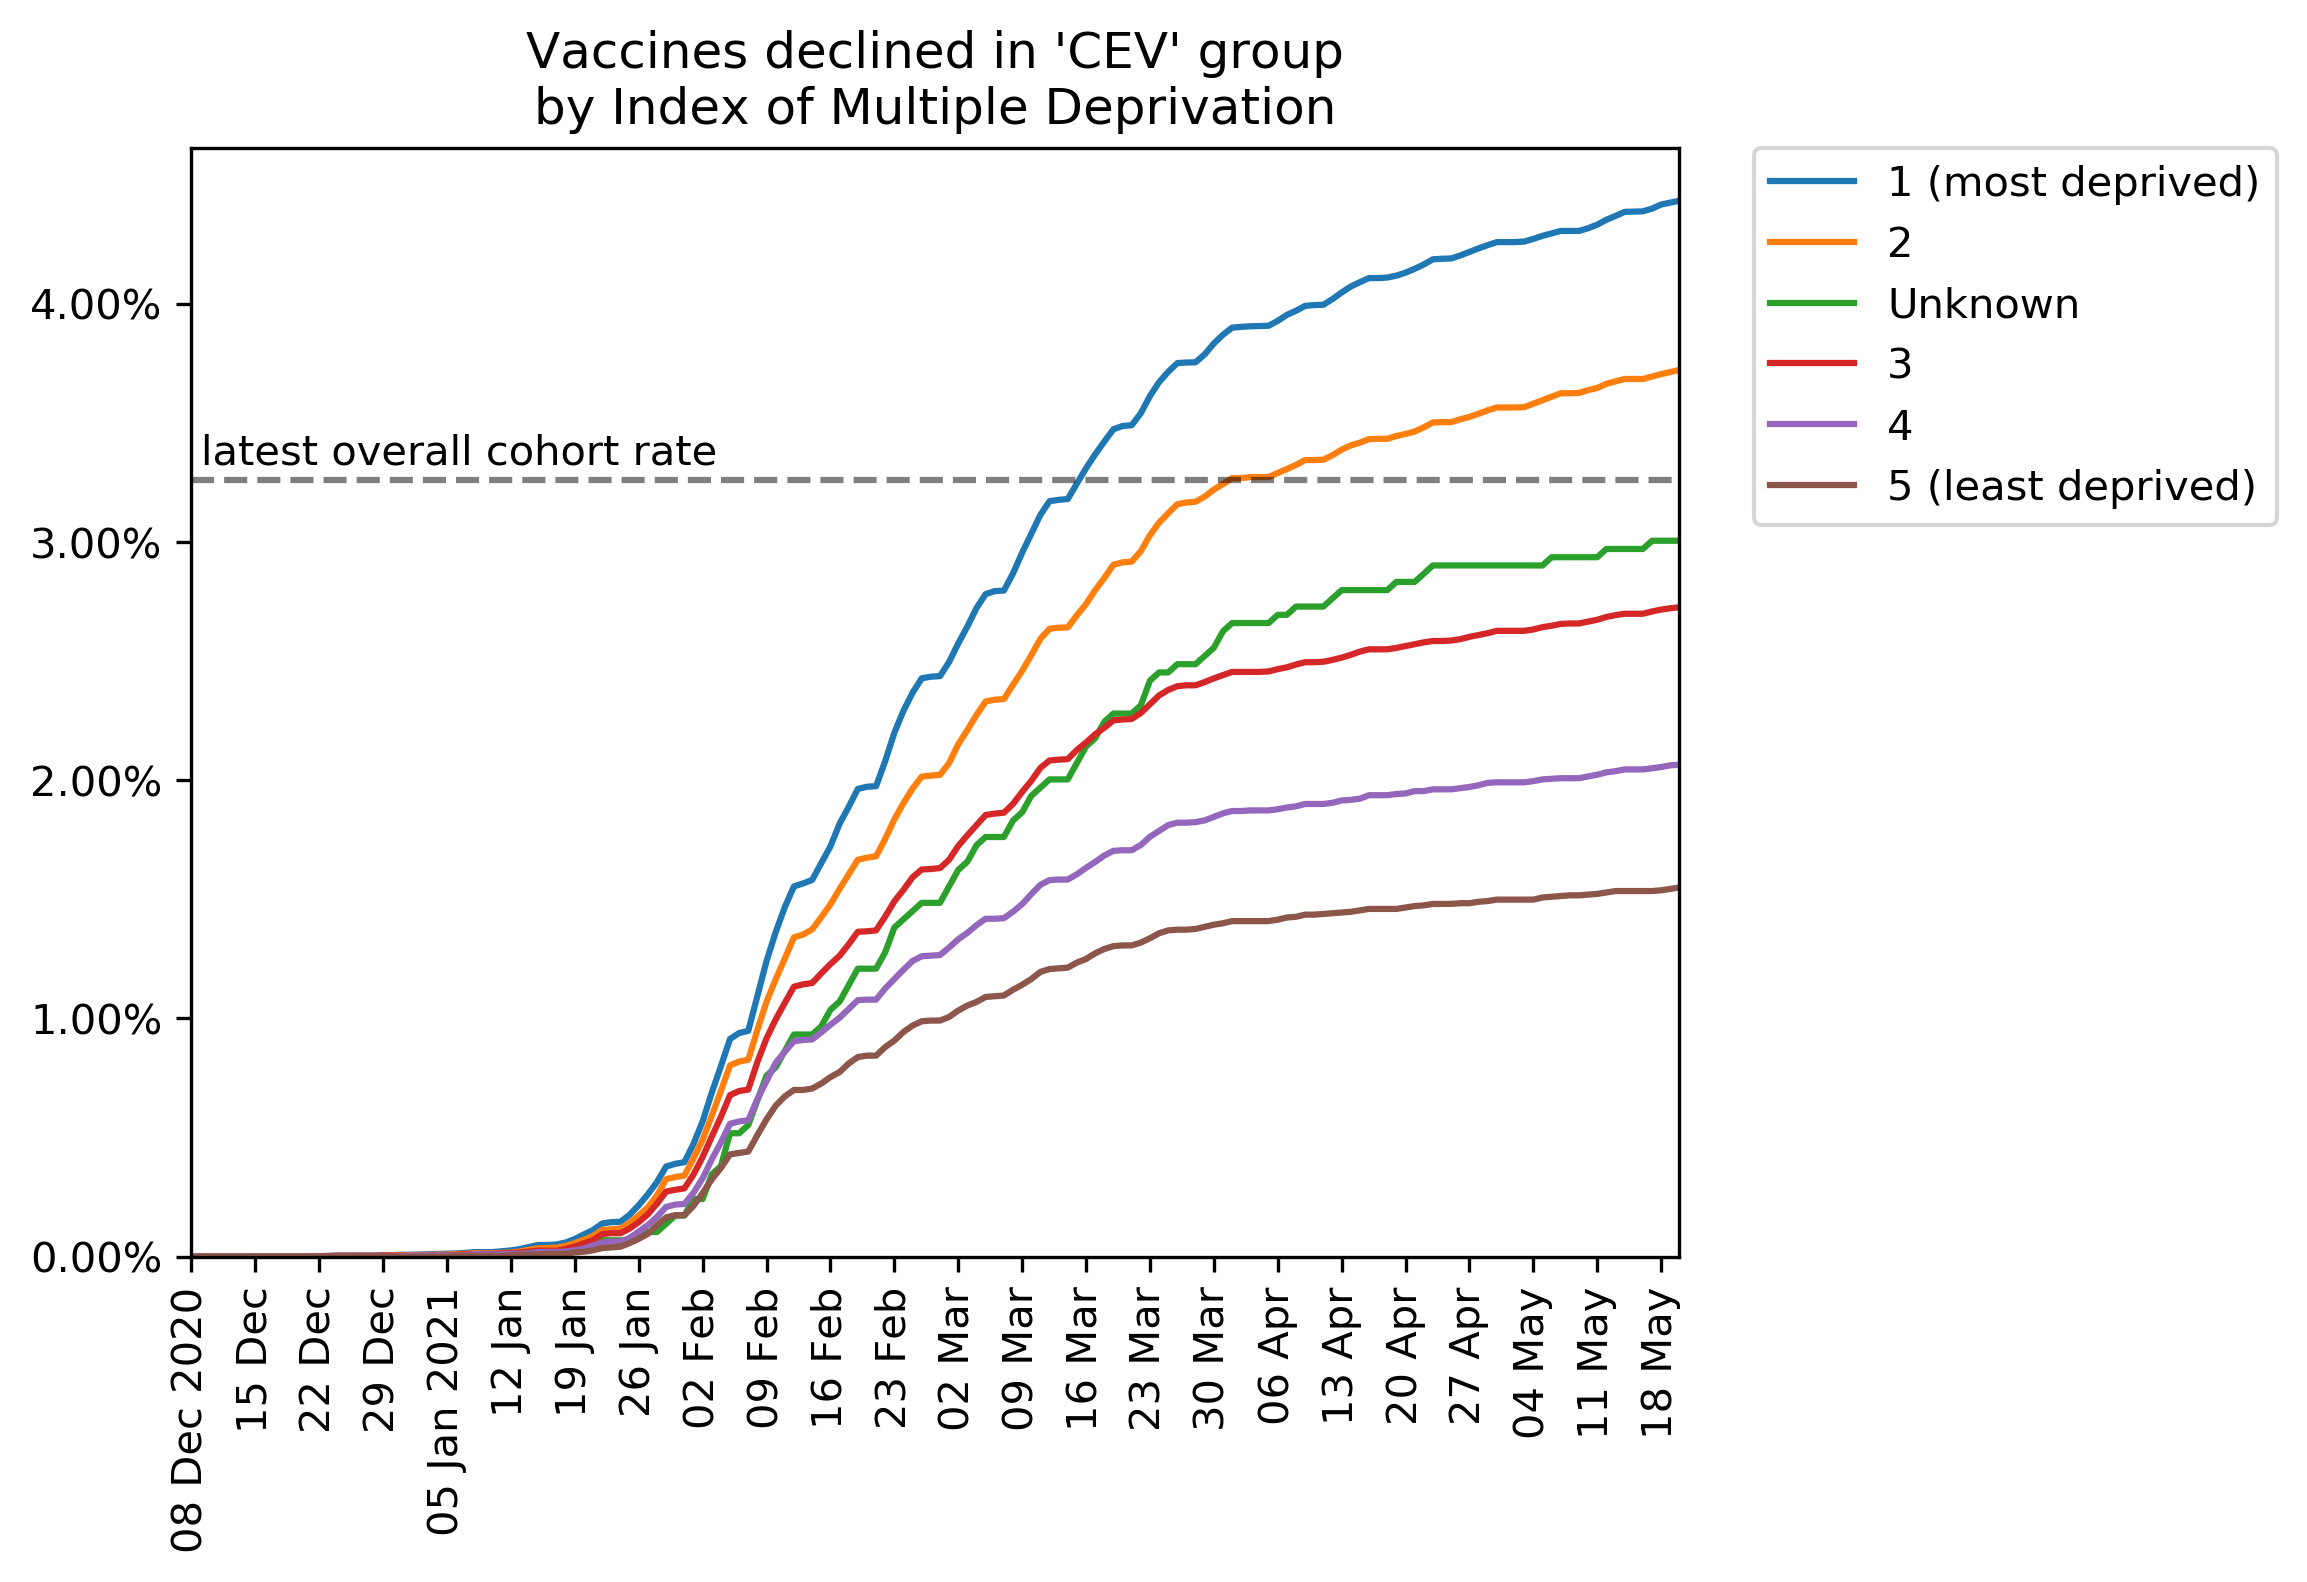 Vaccines declined in 'CEV' group
by Index of Multiple Deprivation
1 (most deprived)
2
Unknown
3
4
5 (least deprived)
latest overall cohort rate
4.00%
3.00%
2.00%
1.00%
0.00%
08 Dec 2020
15 Dec
22 Dec
29 Dec
05 Jan 2021
12 Jan
19 Jan
26 Jan
02 Feb
09 Feb
16 Feb
23 Feb
02 Mar
09 Mar
16 Mar
23 Mar
30 Mar
06 Apr
13 Apr
20 Apr
27 Apr
04 May
11 May
18 May